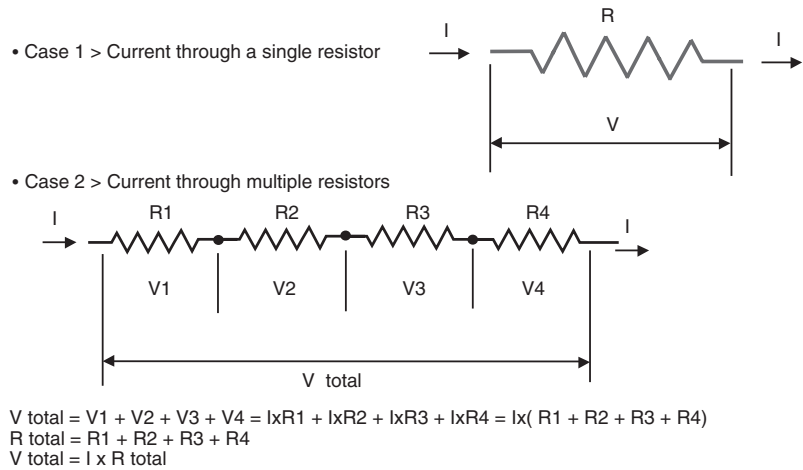 R
I
I
• Case 1 > Current through a single resistor
V
• Case 2 > Current through multiple resistors
I
R1
R2
R3
R4
I
V1
V2
V3
V4
V total
V total = V1 + V2 + V3 + V4 = IxR1 + IxR2 + IxR3 + IxR4 = Ix( R1 + R2 + R3 + R4)
R total = R1 + R2 + R3 + R4
V total = I x R total